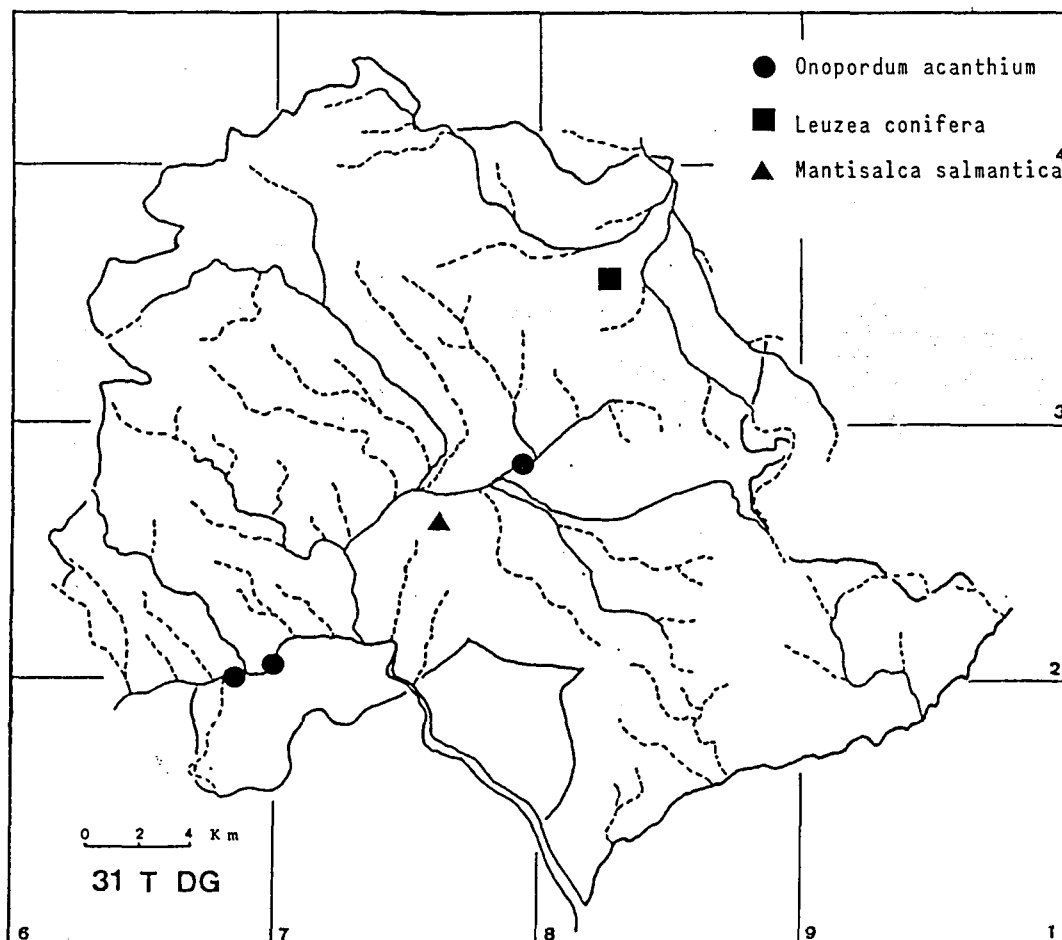 Onopordum acanthium
Leuzea conifera
4
Mantisalca salmantica
3
2
0 2 4 Km
31 T DG
6 7 8 9 1